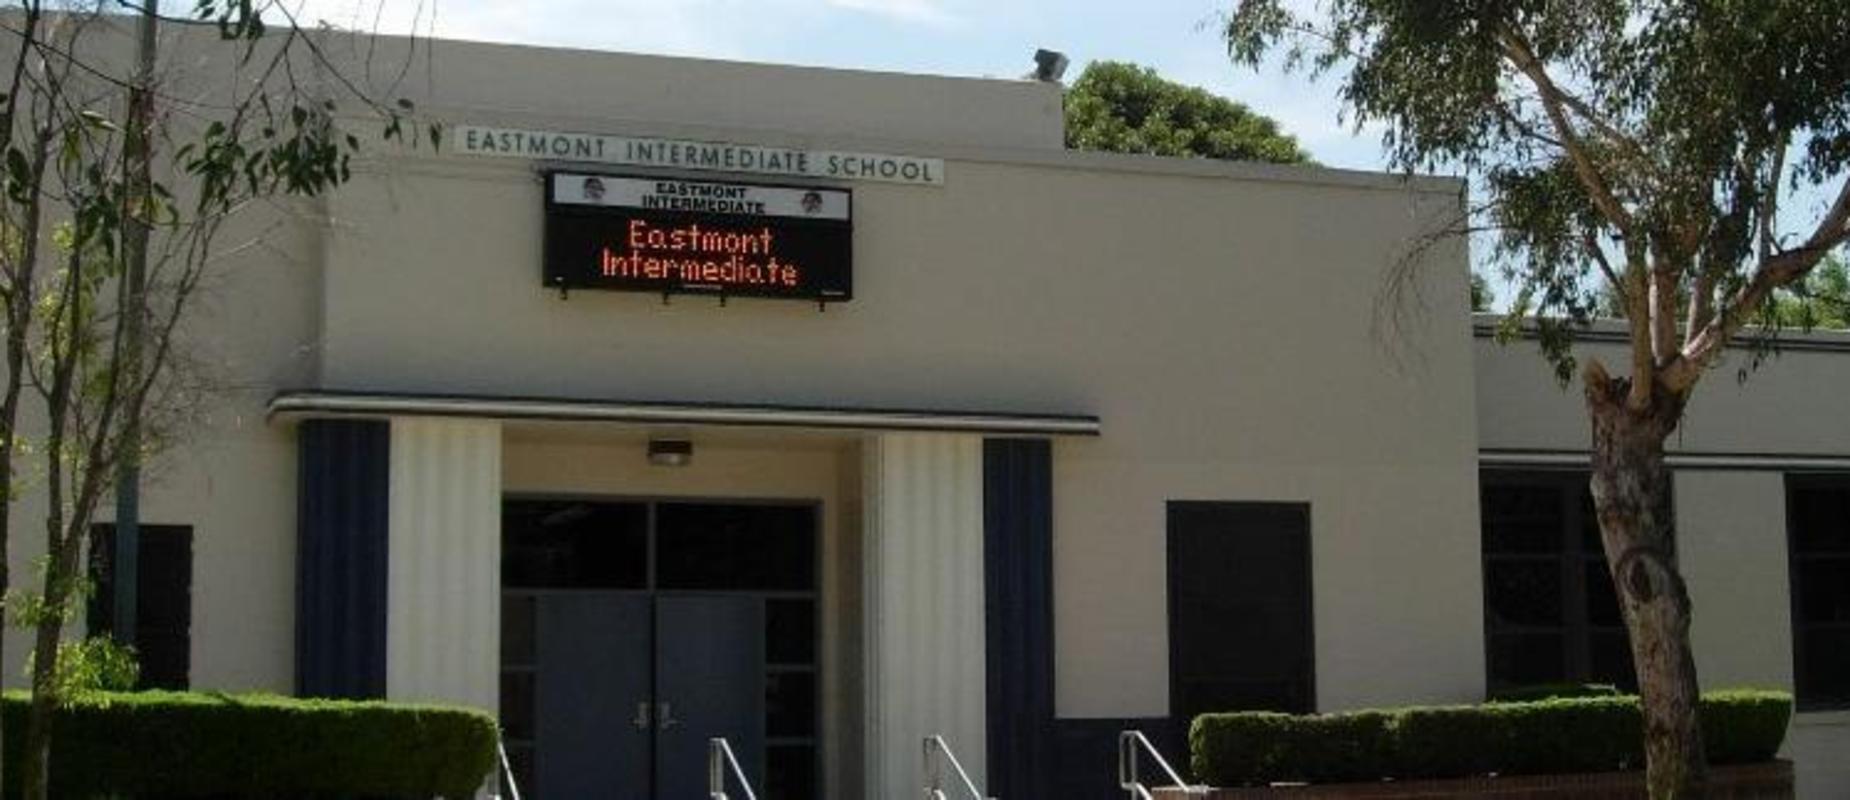 EASTMONT INTERMEDIATE SCHOOL
EASTMONT
INTERMEDIATE
Eastmont
Intermediate